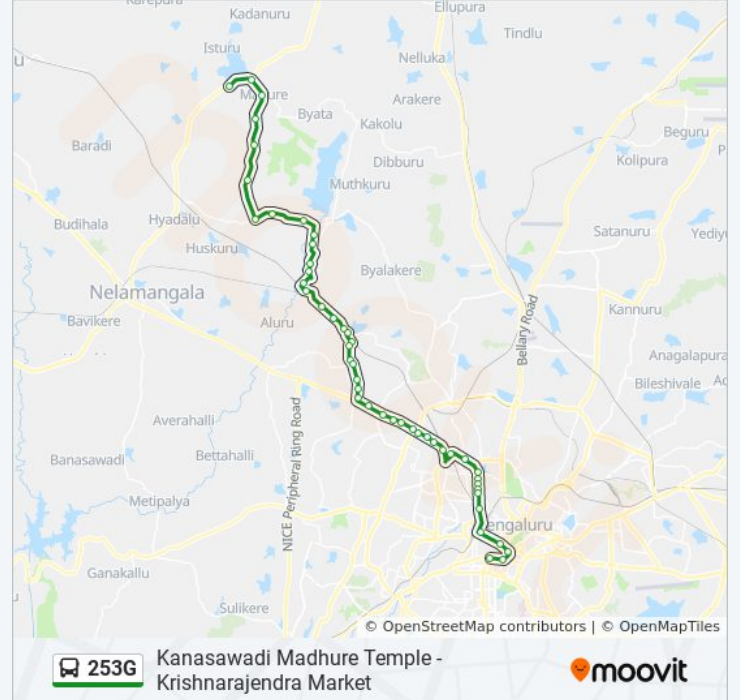 Karepura
Kadanuru
Ellupura
Tindlu
Isturu
Nelluka
Arakere
Byata
Kakolu
Beguru
Baradi
Dibburu
Kolipura
Muthkuru
Budihala
Hyadalu
Satanuru
Huskuru
Byalakere
Nelamangala
Kannuru
Bavikere
Aluru
Bellary Road
Anagalapura
Bileshivale
Averahalli
NICE Peripheral Ring Road
Banasawadi
Bettahalli
Metipalya
engaluru
Ganakallu
Sulikere
© OpenStreetMap contributors | © OpenMapTiles
253G
Kanasawadi Madhure Temple -
Krishnarajendra Market
moovit